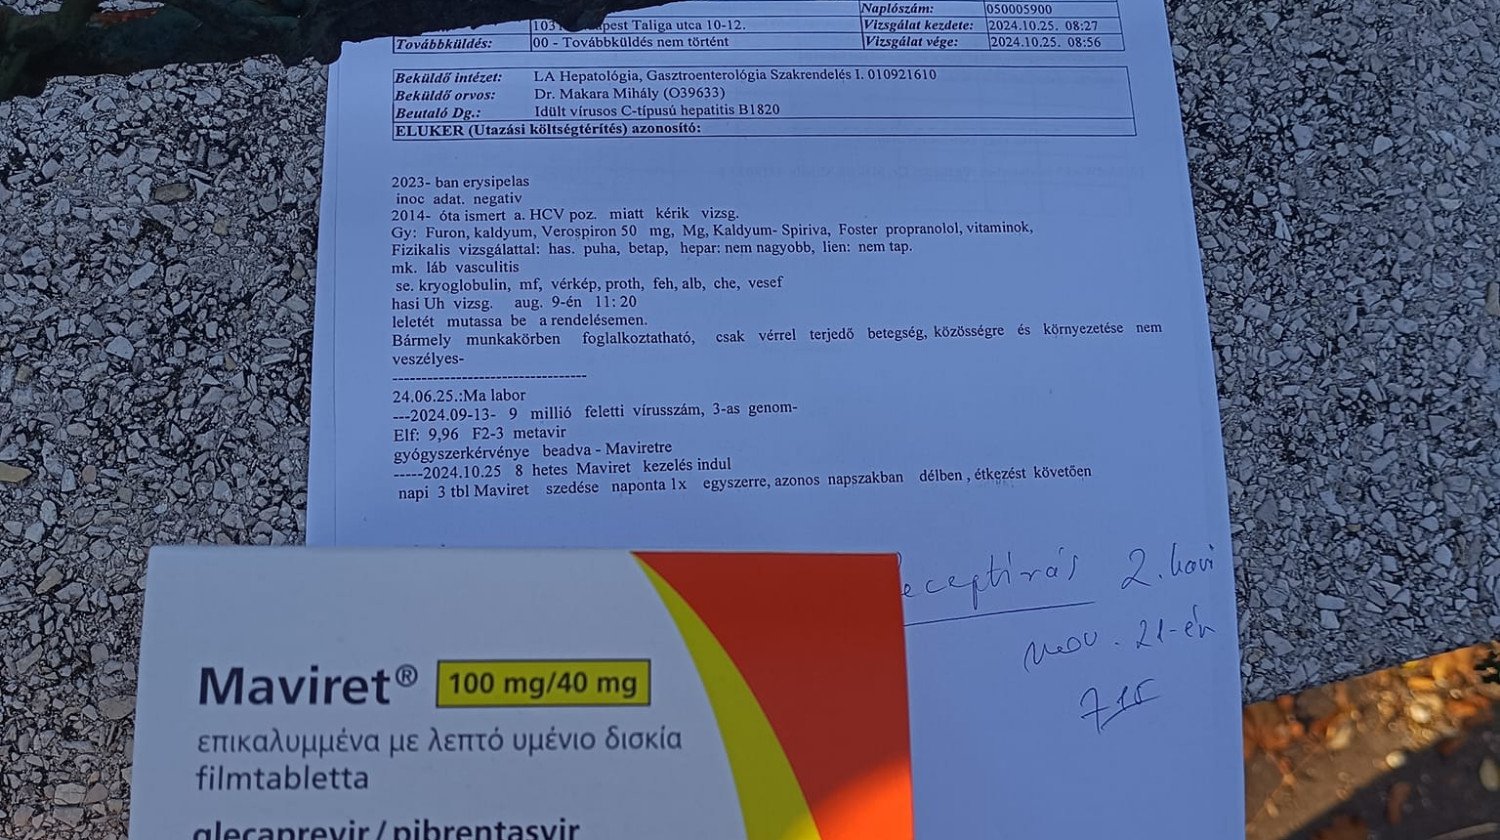 Naplószám: 050005900
103 pest Taliga utca 10-12. Vizsgálat kezdete: 2024.10.25. 08:27
Továbbküldés: 00 - Továbbküldés nem történt Vizsgálat vége: 2024.10.25. 08:56
Beküldő intézet: LA Hepatológia, Gasztroenterológia Szakrendelés I. 010921610
Beküldő orvos: Dr. Makara Mihály (O39633)
Beutaló Dg.: Idült vírusos C-típusú hepatitis B1820
ELUKER (Utazási költségtérítés) azonosító:
2023- ban erysipelas
inoc adat. negativ
2014- óta ismert a. HCV poz. miatt kérik vizsg.
Gy: Furon, kaldyum, Verospiron 50 mg, Mg, Kaldyum- Spiriva, Foster propranolol, vitaminok,
Fizikalis vizsgálattal: has. puha, betap, hepar: nem nagyobb, lien: nem tap.
mk. láb vasculitis
se. kryoglobulin, mf, vérkép, proth, feh, alb, che, vesef
hasi Uh vizsg. aug. 9-én 11: 20
leletét mutassa be a rendelésemen.
Bármely munkakörben foglalkoztatható, csak vérrel terjedő betegség, közösségre és környezetése nem
veszélyes-
---------------------------------
24.06.25.:Ma labor
---2024.09-13- 9 millió feletti vírusszám, 3-as genom-
Elf: 9,96 F2-3 metavir
gyógyszerkérvénye beadva - Maviretre
-----2024.10.25 8 hetes Maviret kezelés indul
napi 3 tbl Maviret szedése naponta 1x egyszerre, azonos napszakban délben , étkezést követően
eceptírás 2. havi
nov. 21-én
715
Maviret® 100 mg/40 mg
επικαλυμμένα με λεπτό υμένιο δισκία
filmtabletta
glecaprevir/pibrentasvir